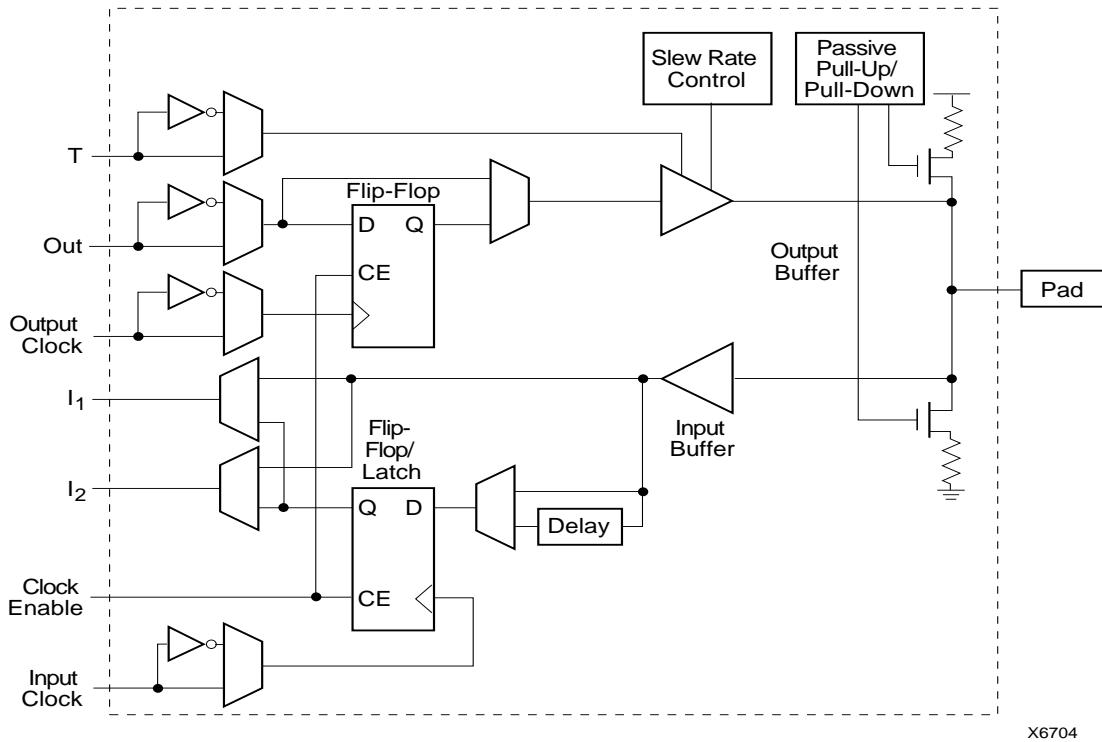 Slew Rate
Control
Passive
Pull-Up/
Pull-Down
T
Flip-Flop
D
Q
Out
CE
Output
Buffer
Pad
Output
Clock
I1
Flip-
Flop/
Latch
Input
Buffer
I2
Q
D
Delay
Clock
Enable
CE
Input
Clock
X6704